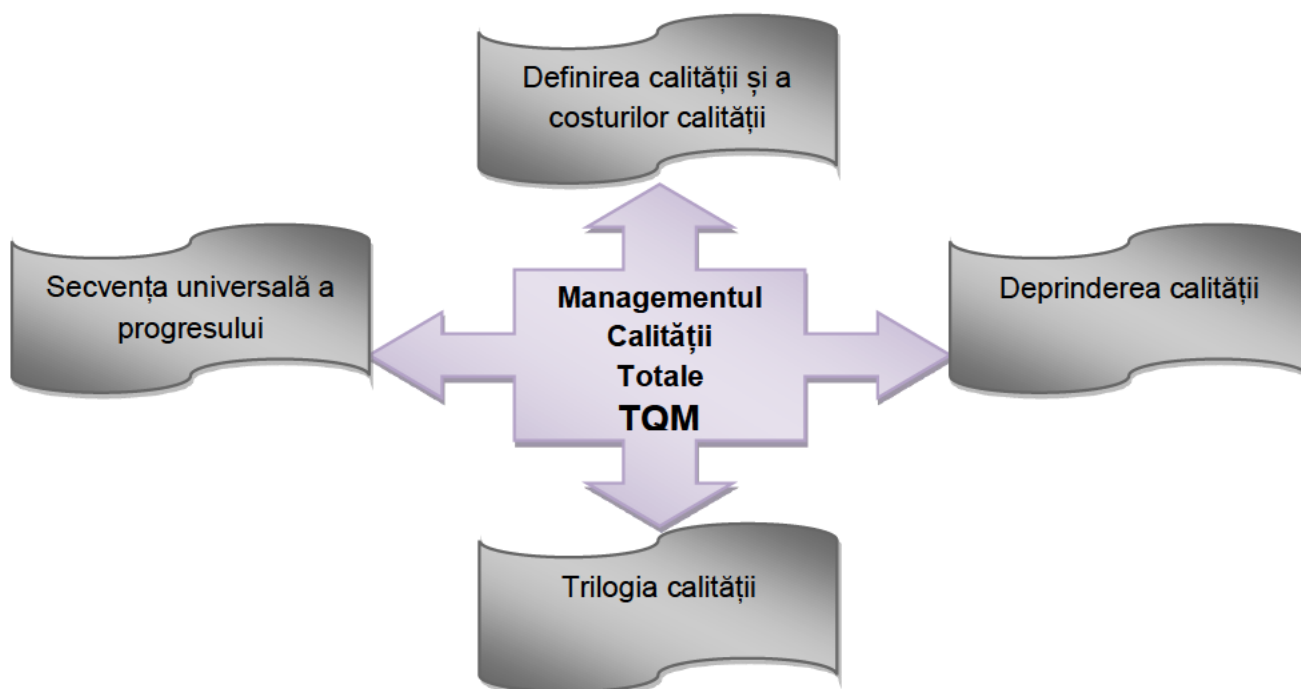 Definirea calității și a
costurilor calității
Secvența universală a
progresului
Managementul
Calității
Totale
TQM
Deprinderea calității
Trilogia calității